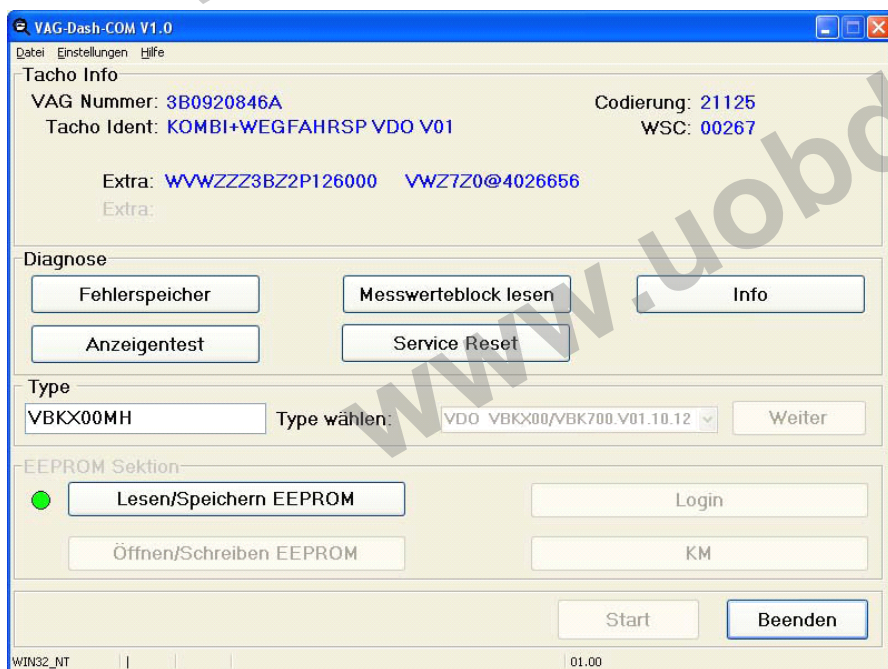 VAG-Dash-COM V1.0
Datei Einstellungen Hilfe
Tacho Info
VAG Nummer: 3B0920846A Codierung: 21125
Tacho Ident: KOMBI+WEGFAHRSP VDO V01 WSC: 00267
Extra: WVWZZZ3BZ2P126000 VWZ7Z0@4026656
Extra:
Diagnose
Fehlerspeicher Messwerteblock lesen Info
Anzeigentest Service Reset
Type
VBKX00MH Type wählen: VDO VBKX00/VBK700.V01.10.12 Weiter
EEPROM Sektion
Lesen/Speichern EEPROM Login
Öffnen/Schreiben EEPROM KM
Start Beenden
WIN32_NT 01.00
www.uobd